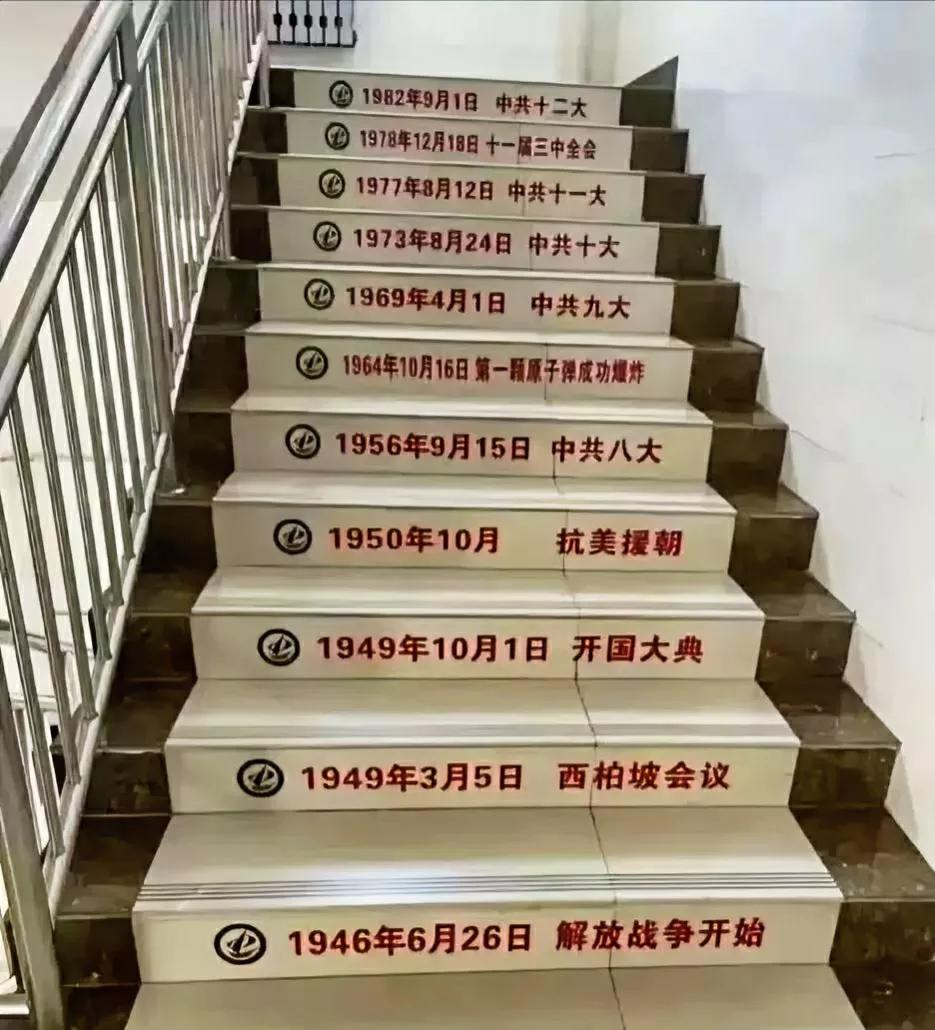 1982年9月1日 中共十二大
1978年12月18日 十一届三中全会
1977年8月12日 中共十一大
1973年8月24日 中共十大
1969年4月1日 中共九大
1964年10月16日 第一颗原子弹成功爆炸
1956年9月15日 中共八大
1950年10月 抗美援朝
1949年10月1日 开国大典
1949年3月5日 西柏坡会议
1946年6月26日 解放战争开始